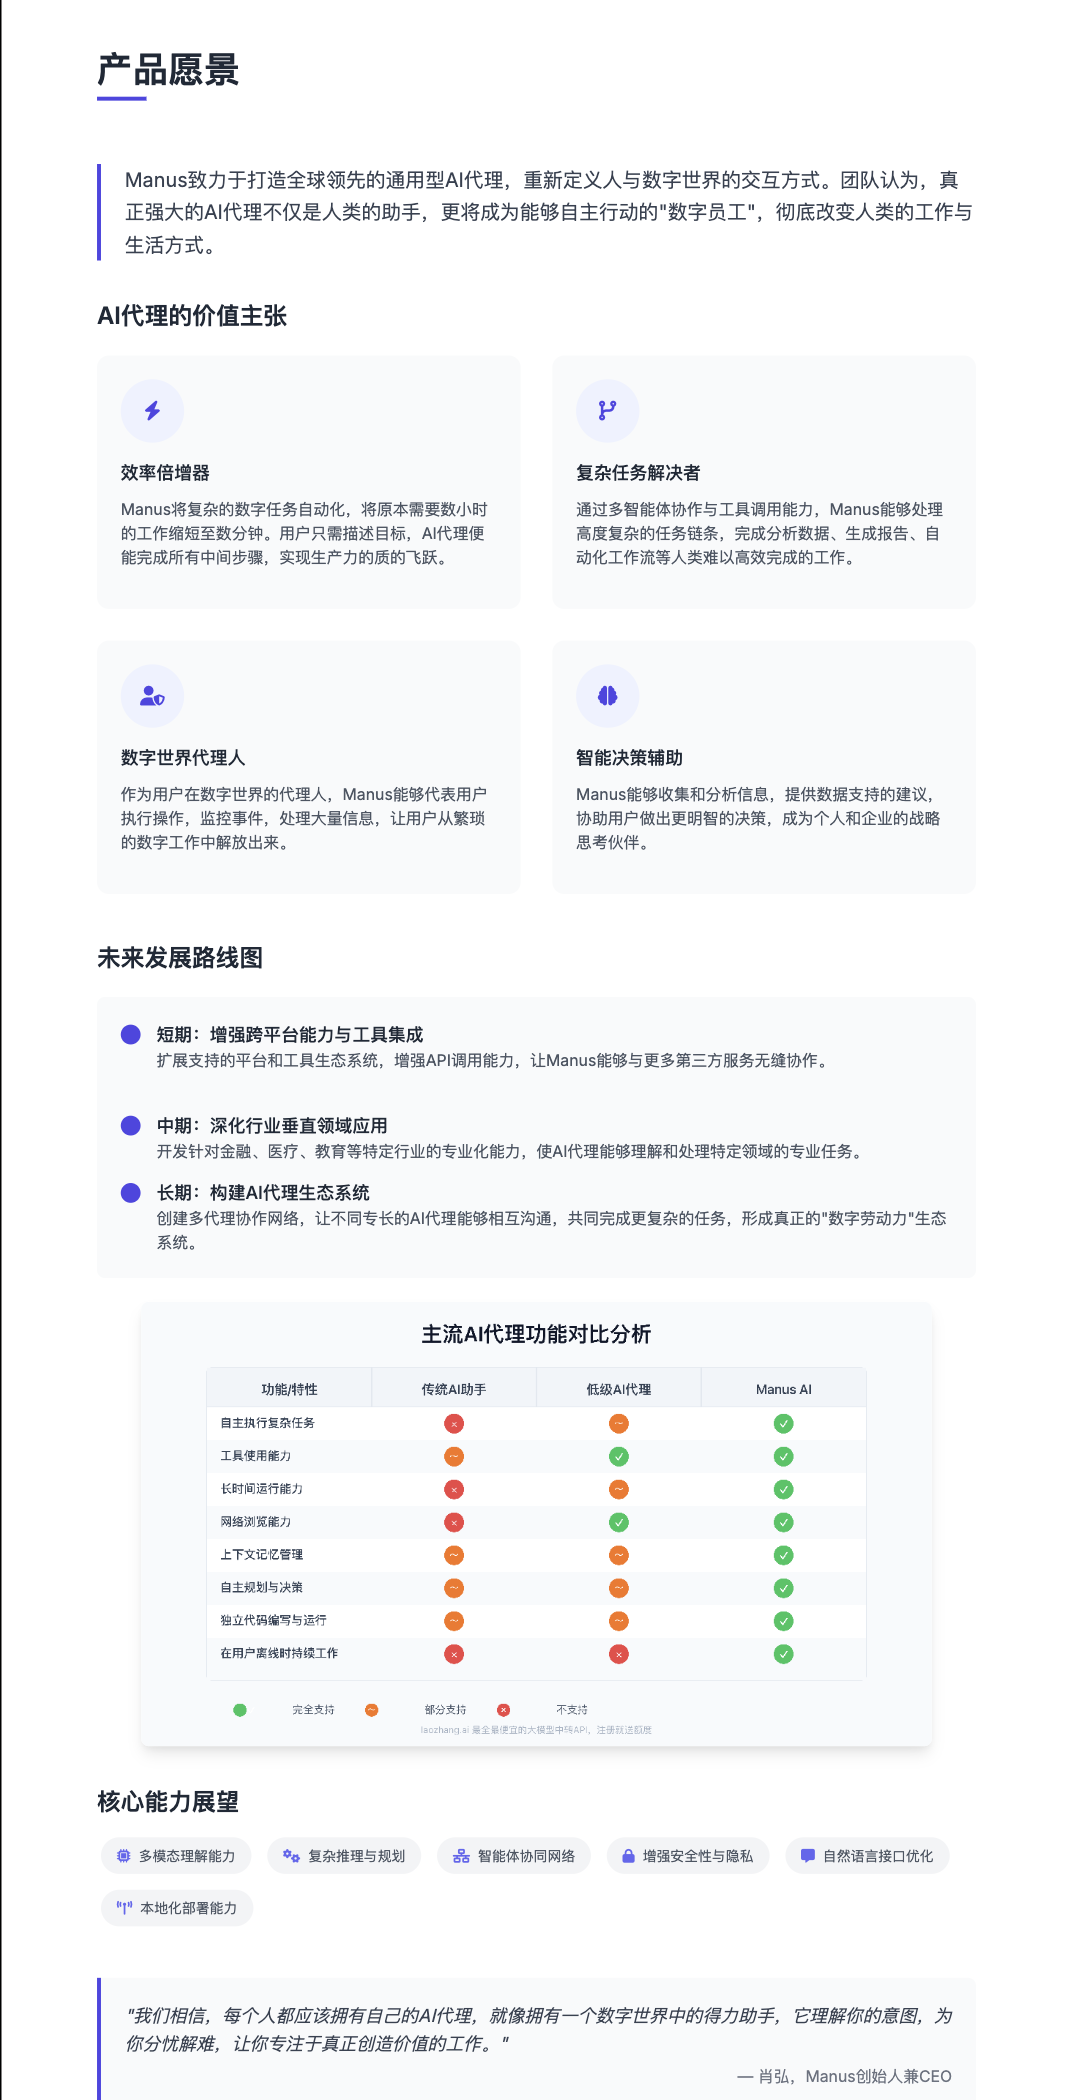 产品愿景
Manus致力于打造全球领先的通用型AI代理，重新定义人与数字世界的交互方式。团队认为，真
正强大的AI代理不仅是人类的助手，更将成为能够自主行动的"数字员工"，彻底改变人类的工作与
生活方式。
AI代理的价值主张
效率倍增器
Manus将复杂的数字任务自动化，将原本需要数小时
的工作缩短至数分钟。用户只需描述目标，AI代理便
能完成所有中间步骤，实现生产力的质的飞跃。
复杂任务解决者
通过多智能体协作与工具调用能力，Manus能够处理
高度复杂的任务链条，完成分析数据、生成报告、自
动化工作流等人类难以高效完成的工作。
数字世界代理人
作为用户在数字世界的代理人，Manus能够代表用户
执行操作，监控事件，处理大量信息，让用户从繁琐
的数字工作中解放出来。
智能决策辅助
Manus能够收集和分析信息，提供数据支持的建议，
协助用户做出更明智的决策，成为个人和企业的战略
思考伙伴。
未来发展路线图
短期：增强跨平台能力与工具集成
扩展支持的平台和工具生态系统，增强API调用能力，让Manus能够与更多第三方服务无缝协作。
中期：深化行业垂直领域应用
开发针对金融、医疗、教育等特定行业的专业化能力，使AI代理能够理解和处理特定领域的专业任务。
长期：构建AI代理生态系统
创建多代理协作网络，让不同专长的AI代理能够相互沟通，共同完成更复杂的任务，形成真正的"数字劳动力"生态
系统。
主流AI代理功能对比分析
功能/特性 传统AI助手 低级AI代理 Manus AI
自主执行复杂任务
工具使用能力
长时间运行能力
网络浏览能力
上下文记忆管理
自主规划与决策
独立代码编写与运行
在用户离线时持续工作
完全支持 部分支持 不支持
laozhang.ai 最全最便宜的大模型中转API，注册就送额度
核心能力展望
多模态理解能力 复杂推理与规划 智能体协同网络 增强安全性与隐私 自然语言接口优化
本地化部署能力
"我们相信，每个人都应该拥有自己的AI代理，就像拥有一个数字世界中的得力助手，它理解你的意图，为
你分忧解难，让你专注于真正创造价值的工作。"
— 肖弘，Manus创始人兼CEO